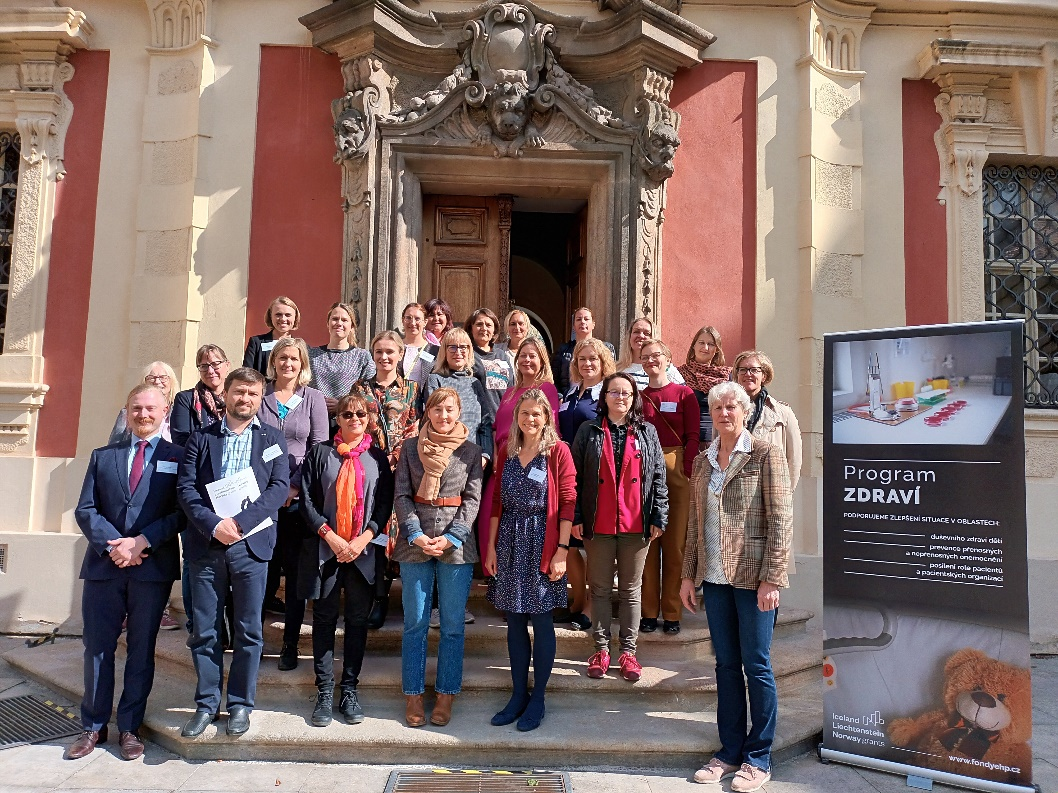 Program
ZDRAVÍ
PODPORUJEME ZLEPŠENÍ SITUACE V OBLASTECH:
duševního zdraví dětí
prevence přenosných
a nepřenosných onemocnění
posílení role pacientů
a pacientských organizací
Iceland
Liechtenstein
Norway grants
www.fondyehp.cz